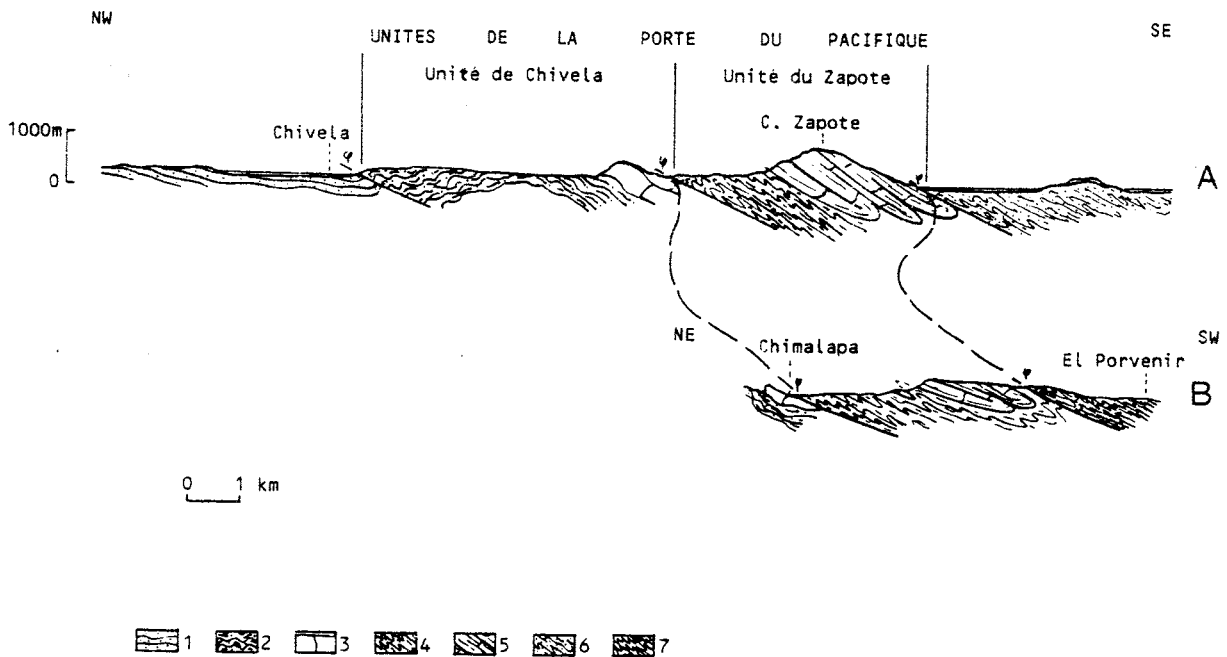 NW
SE
UNITES DE LA PORTE DU PACIFIQUE
Unité de Chivela Unité du Zapote
C. Zapote
1000m
Chivela
φ φ φ
0
A
NE SW
Chimalapa El Porvenir
φ φ
B
0 1 km
1 2 3 4 5 6 7